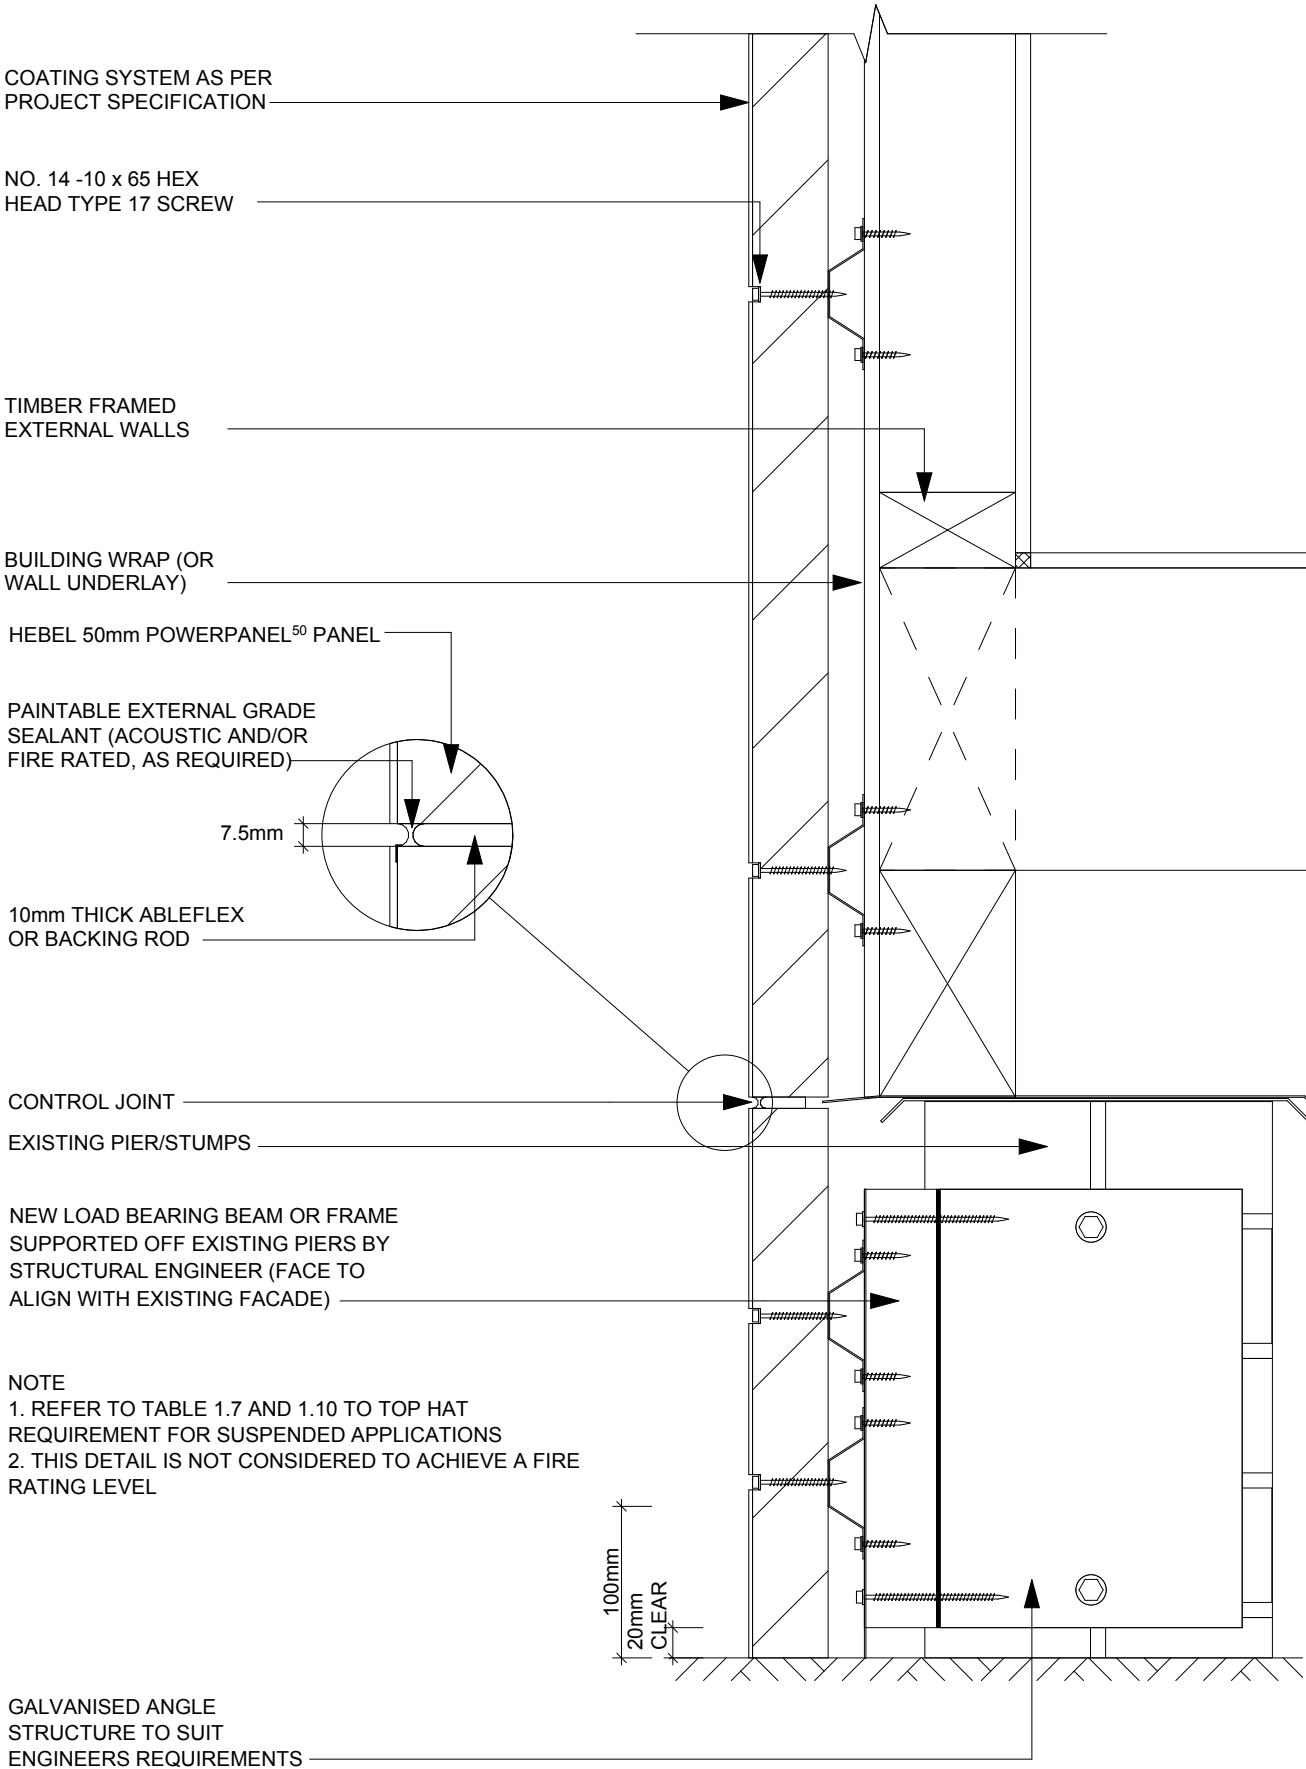 COATING SYSTEM AS PER
PROJECT SPECIFICATION
NO. 14 -10 x 65 HEX
HEAD TYPE 17 SCREW
TIMBER FRAMED
EXTERNAL WALLS
BUILDING WRAP (OR
WALL UNDERLAY)
HEBEL 50mm POWERPANEL⁵⁰ PANEL
PAINTABLE EXTERNAL GRADE
SEALANT (ACOUSTIC AND/OR
FIRE RATED, AS REQUIRED)
7.5mm
10mm THICK ABLEFLEX
OR BACKING ROD
CONTROL JOINT
EXISTING PIER/STUMPS
NEW LOAD BEARING BEAM OR FRAME
SUPPORTED OFF EXISTING PIERS BY
STRUCTURAL ENGINEER (FACE TO
ALIGN WITH EXISTING FACADE)
NOTE
1. REFER TO TABLE 1.7 AND 1.10 TO TOP HAT
REQUIREMENT FOR SUSPENDED APPLICATIONS
2. THIS DETAIL IS NOT CONSIDERED TO ACHIEVE A FIRE
RATING LEVEL
100mm
20mm
CLEAR
GALVANISED ANGLE
STRUCTURE TO SUIT
ENGINEERS REQUIREMENTS